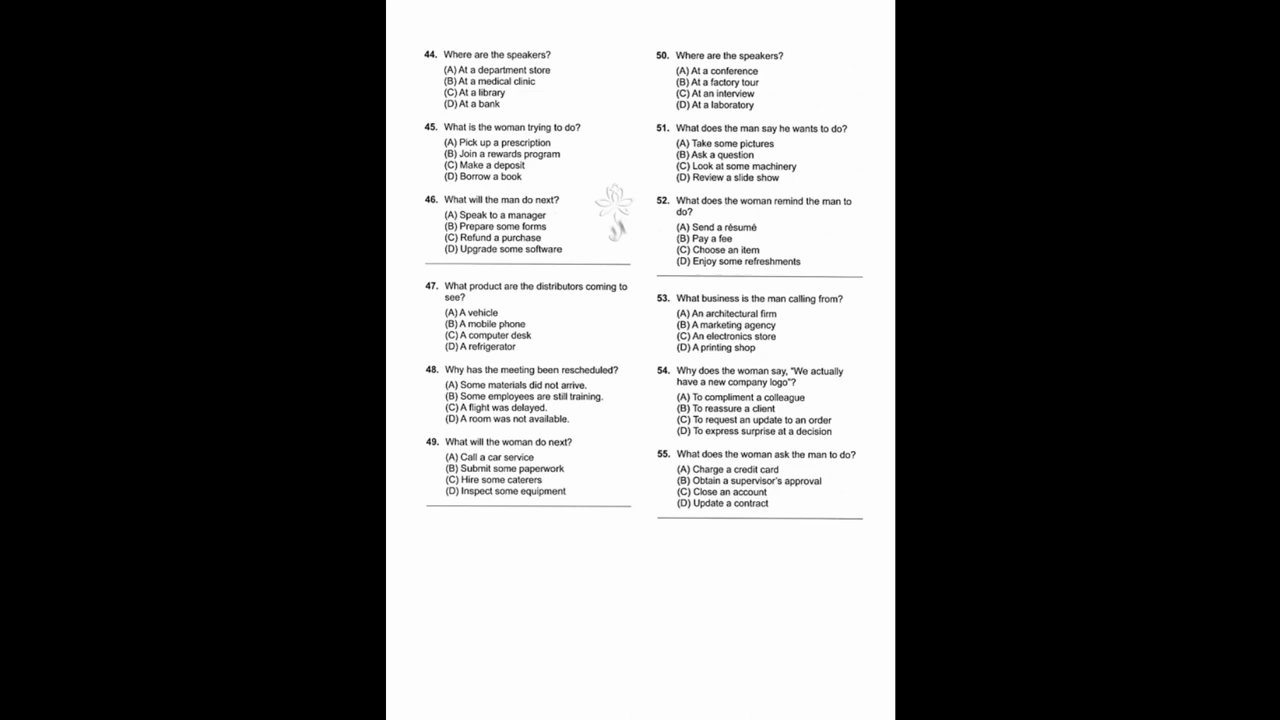 44. Where are the speakers?
(A) At a department store
(B) At a medical clinic
(C) At a library
(D) At a bank
45. What is the woman trying to do?
(A) Pick up a prescription
(B) Join a rewards program
(C) Make a deposit
(D) Borrow a book
46. What will the man do next?
(A) Speak to a manager
(B) Prepare some forms
(C) Refund a purchase
(D) Upgrade some software
47. What product are the distributors coming to
see?
(A) A vehicle
(B) A mobile phone
(C) A computer desk
(D) A refrigerator
48. Why has the meeting been rescheduled?
(A) Some materials did not arrive.
(B) Some employees are still training.
(C) A flight was delayed.
(D) A room was not available.
49. What will the woman do next?
(A) Call a car service
(B) Submit some paperwork
(C) Hire some caterers
(D) Inspect some equipment
50. Where are the speakers?
(A) At a conference
(B) At a factory tour
(C) At an interview
(D) At a laboratory
51. What does the man say he wants to do?
(A) Take some pictures
(B) Ask a question
(C) Look at some machinery
(D) Review a slide show
52. What does the woman remind the man to
do?
(A) Send a résumé
(B) Pay a fee
(C) Choose an item
(D) Enjoy some refreshments
53. What business is the man calling from?
(A) An architectural firm
(B) A marketing agency
(C) An electronics store
(D) A printing shop
54. Why does the woman say, "We actually
have a new company logo"?
(A) To compliment a colleague
(B) To reassure a client
(C) To request an update to an order
(D) To express surprise at a decision
55. What does the woman ask the man to do?
(A) Charge a credit card
(B) Obtain a supervisor's approval
(C) Close an account
(D) Update a contract